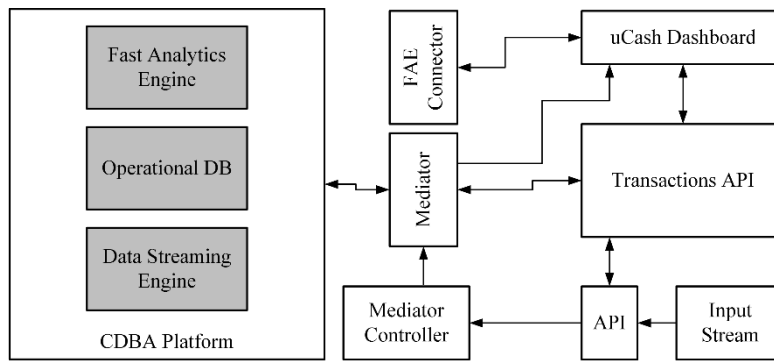 Fast Analytics
Engine
Operational DB
Data Streaming
Engine
CDBA Platform
FAE
Connector
Mediator
Mediator
Controller
uCash Dashboard
Transactions API
API
Input
Stream